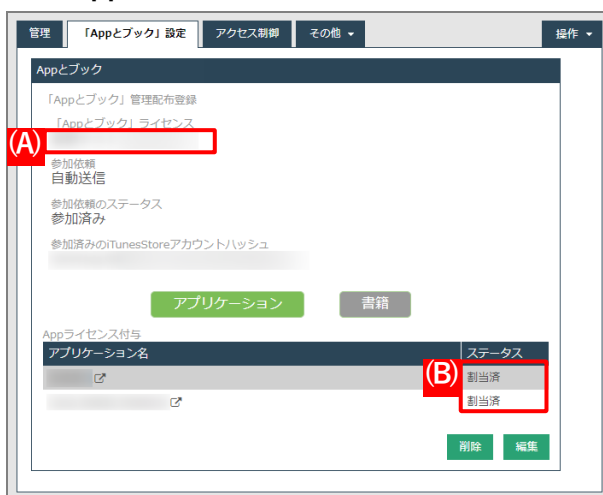 管理 「Appとブック」設定 アクセス制御 その他 操作
Appとブック
「Appとブック」管理配布登録
「Appとブック」ライセンス
(A)
参加依頼
自動送信
参加依頼のステータス
参加済み
参加済みのiTunesStoreアカウントハッシュ
アプリケーション 書籍
Appライセンス付与
アプリケーション名 ステータス
(B) 割当済
割当済
削除 編集